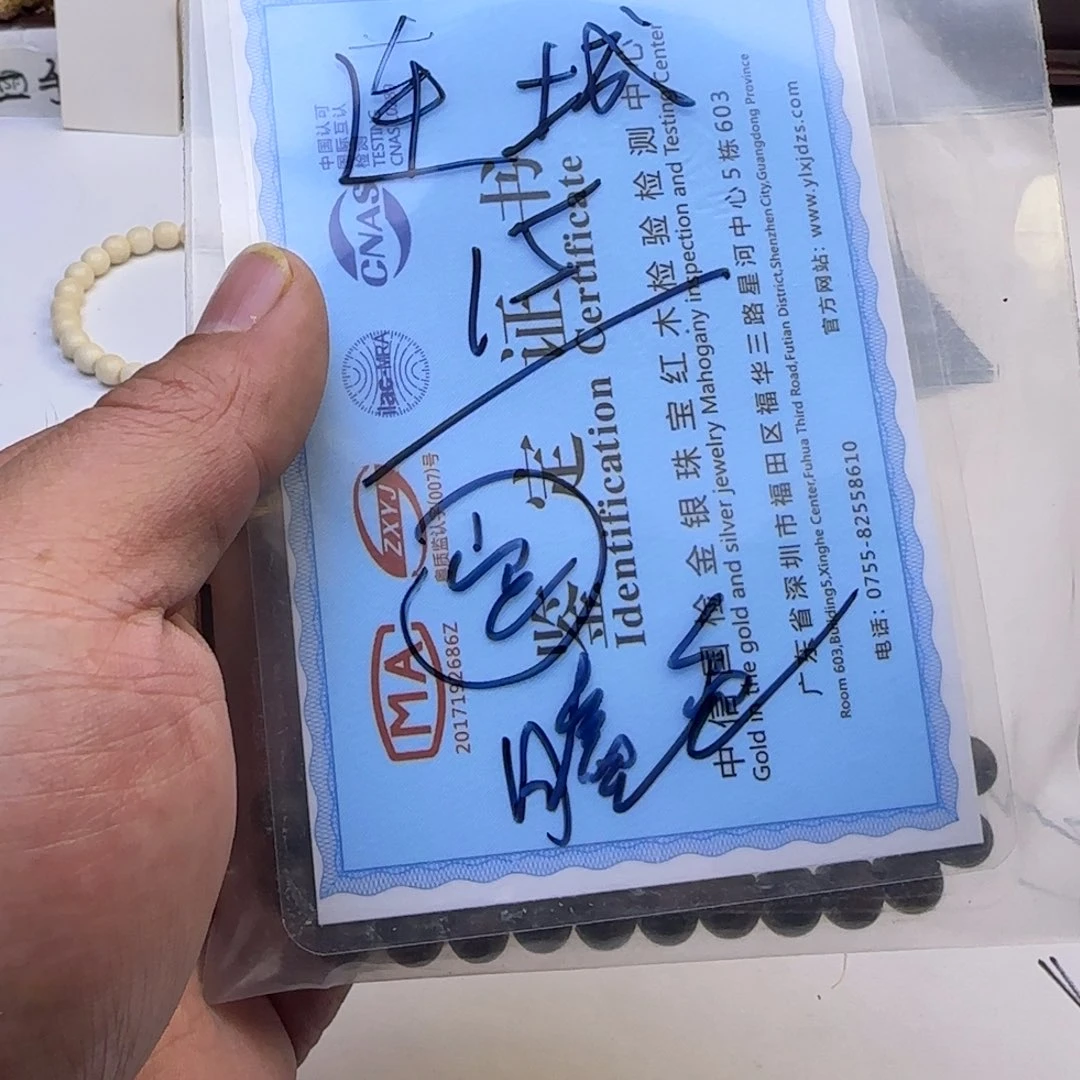 中国认可
国际互认
检测
TESTING
CNAS
CNAS
ilac-MRA
ZXYJ
粤质监认字(007)号
MA
2017192686Z
鉴定证书
Identification Certificate
中信国检金银珠宝红木检验检测中心
Gold in the gold and silver jewelry Mahogany inspection and Testing Center
广东省深圳市福田区福华三路星河中心5栋603
Room 603,Building5,Xinghe Center,Fuhua Third Road,Futian District,Shenzhen City,Guangdong Province
电话：0755-82558610
官方网站：www.ylxjdzs.com
连城